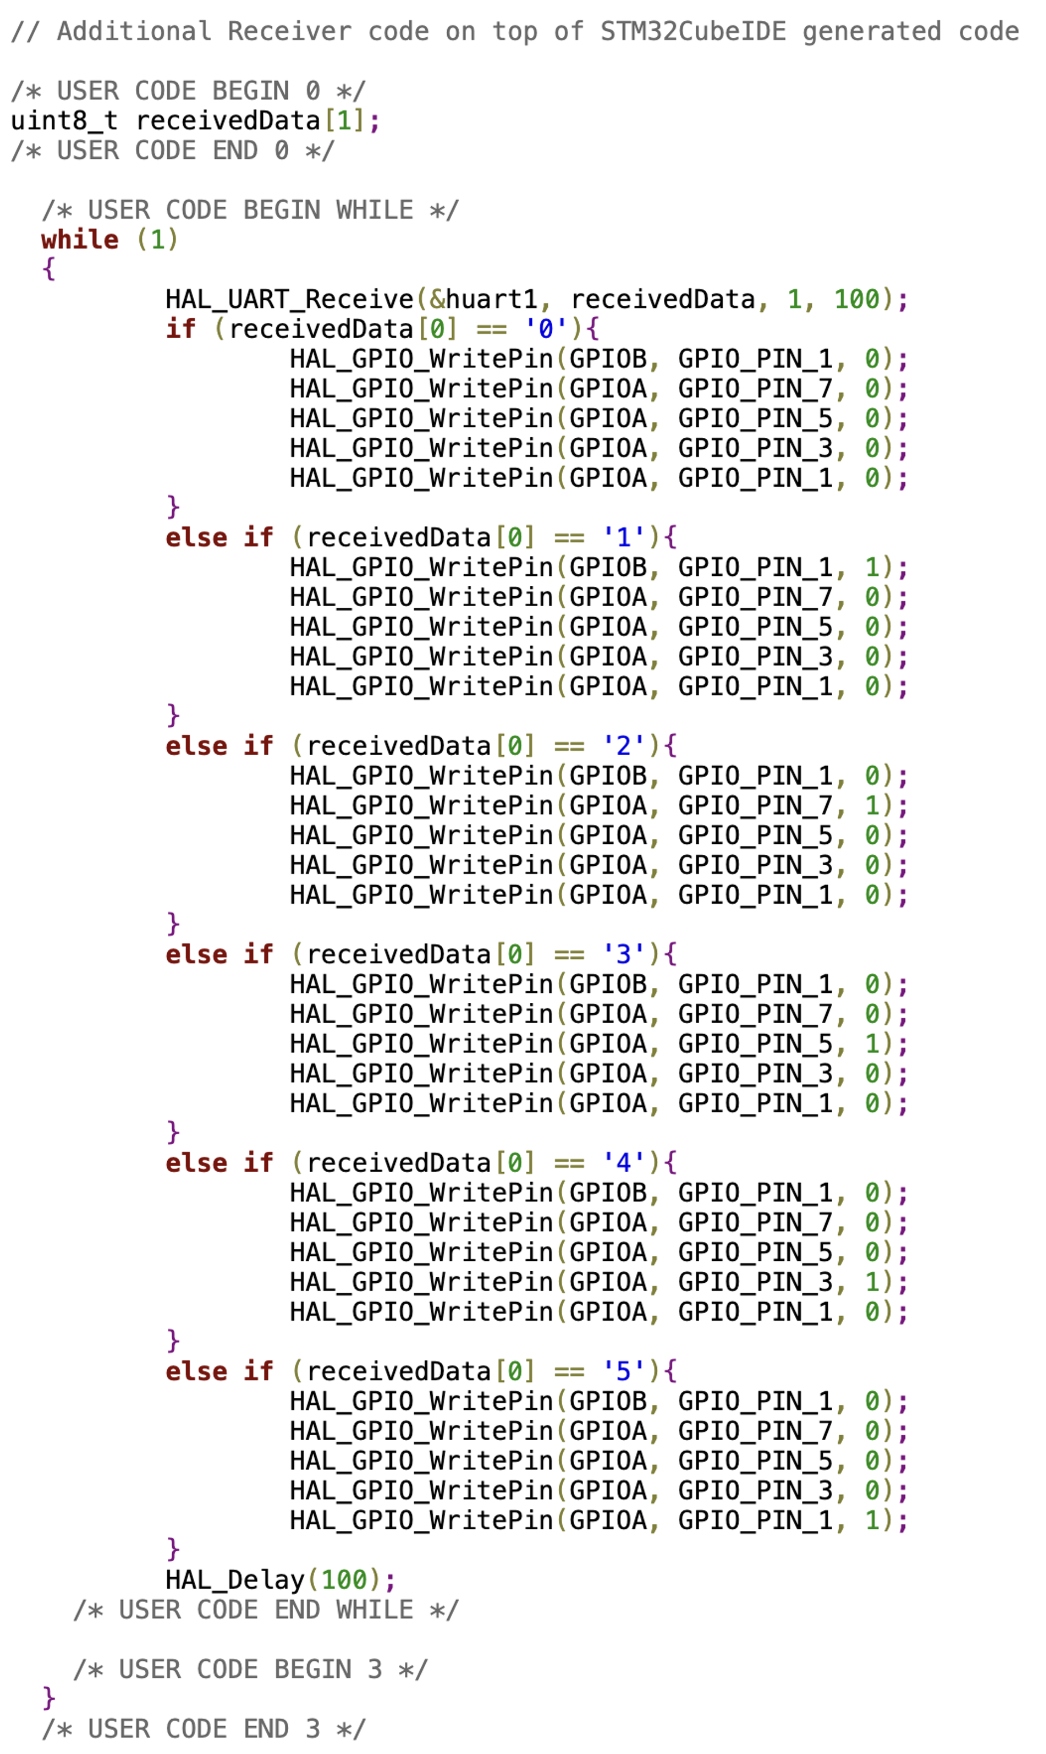 // Additional Receiver code on top of STM32CubeIDE generated code

/* USER CODE BEGIN 0 */
uint8_t receivedData[1];
/* USER CODE END 0 */

  /* USER CODE BEGIN WHILE */
  while (1)
  {
          HAL_UART_Receive(&huart1, receivedData, 1, 100);
          if (receivedData[0] == '0'){
                  HAL_GPIO_WritePin(GPIOB, GPIO_PIN_1, 0);
                  HAL_GPIO_WritePin(GPIOA, GPIO_PIN_7, 0);
                  HAL_GPIO_WritePin(GPIOA, GPIO_PIN_5, 0);
                  HAL_GPIO_WritePin(GPIOA, GPIO_PIN_3, 0);
                  HAL_GPIO_WritePin(GPIOA, GPIO_PIN_1, 0);
          }
          else if (receivedData[0] == '1'){
                  HAL_GPIO_WritePin(GPIOB, GPIO_PIN_1, 1);
                  HAL_GPIO_WritePin(GPIOA, GPIO_PIN_7, 0);
                  HAL_GPIO_WritePin(GPIOA, GPIO_PIN_5, 0);
                  HAL_GPIO_WritePin(GPIOA, GPIO_PIN_3, 0);
                  HAL_GPIO_WritePin(GPIOA, GPIO_PIN_1, 0);
          }
          else if (receivedData[0] == '2'){
                  HAL_GPIO_WritePin(GPIOB, GPIO_PIN_1, 0);
                  HAL_GPIO_WritePin(GPIOA, GPIO_PIN_7, 1);
                  HAL_GPIO_WritePin(GPIOA, GPIO_PIN_5, 0);
                  HAL_GPIO_WritePin(GPIOA, GPIO_PIN_3, 0);
                  HAL_GPIO_WritePin(GPIOA, GPIO_PIN_1, 0);
          }
          else if (receivedData[0] == '3'){
                  HAL_GPIO_WritePin(GPIOB, GPIO_PIN_1, 0);
                  HAL_GPIO_WritePin(GPIOA, GPIO_PIN_7, 0);
                  HAL_GPIO_WritePin(GPIOA, GPIO_PIN_5, 1);
                  HAL_GPIO_WritePin(GPIOA, GPIO_PIN_3, 0);
                  HAL_GPIO_WritePin(GPIOA, GPIO_PIN_1, 0);
          }
          else if (receivedData[0] == '4'){
                  HAL_GPIO_WritePin(GPIOB, GPIO_PIN_1, 0);
                  HAL_GPIO_WritePin(GPIOA, GPIO_PIN_7, 0);
                  HAL_GPIO_WritePin(GPIOA, GPIO_PIN_5, 0);
                  HAL_GPIO_WritePin(GPIOA, GPIO_PIN_3, 1);
                  HAL_GPIO_WritePin(GPIOA, GPIO_PIN_1, 0);
          }
          else if (receivedData[0] == '5'){
                  HAL_GPIO_WritePin(GPIOB, GPIO_PIN_1, 0);
                  HAL_GPIO_WritePin(GPIOA, GPIO_PIN_7, 0);
                  HAL_GPIO_WritePin(GPIOA, GPIO_PIN_5, 0);
                  HAL_GPIO_WritePin(GPIOA, GPIO_PIN_3, 0);
                  HAL_GPIO_WritePin(GPIOA, GPIO_PIN_1, 1);
          }
          HAL_Delay(100);
    /* USER CODE END WHILE */

    /* USER CODE BEGIN 3 */
  }
  /* USER CODE END 3 */